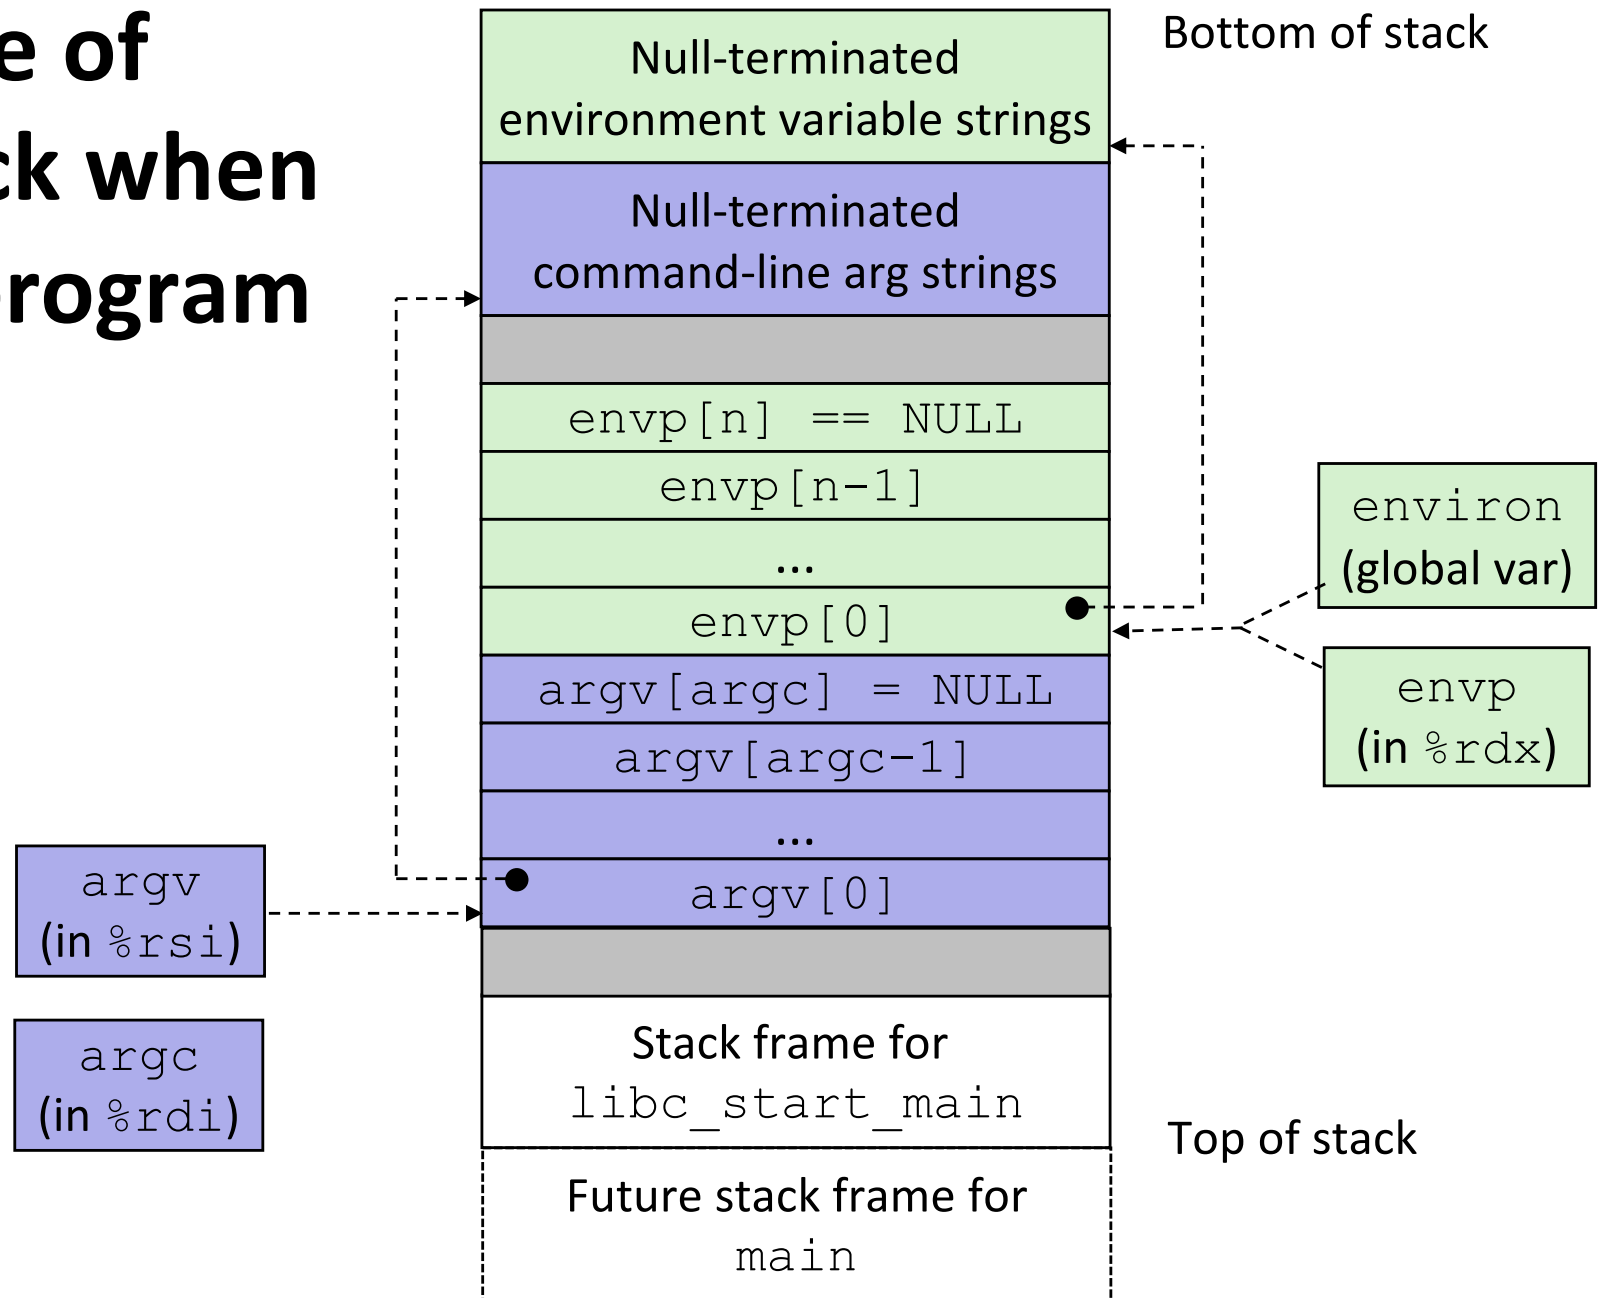 e of
ck when
rogram
Bottom of stack
Null-terminated
environment variable strings
Null-terminated
command-line arg strings
envp[n] == NULL
envp[n-1]
...
envp[0]
argv[argc] = NULL
argv[argc-1]
...
argv[0]
environ
(global var)
envp
(in %rdx)
argv
(in %rsi)
argc
(in %rdi)
Stack frame for
libc_start_main
Top of stack
Future stack frame for
main